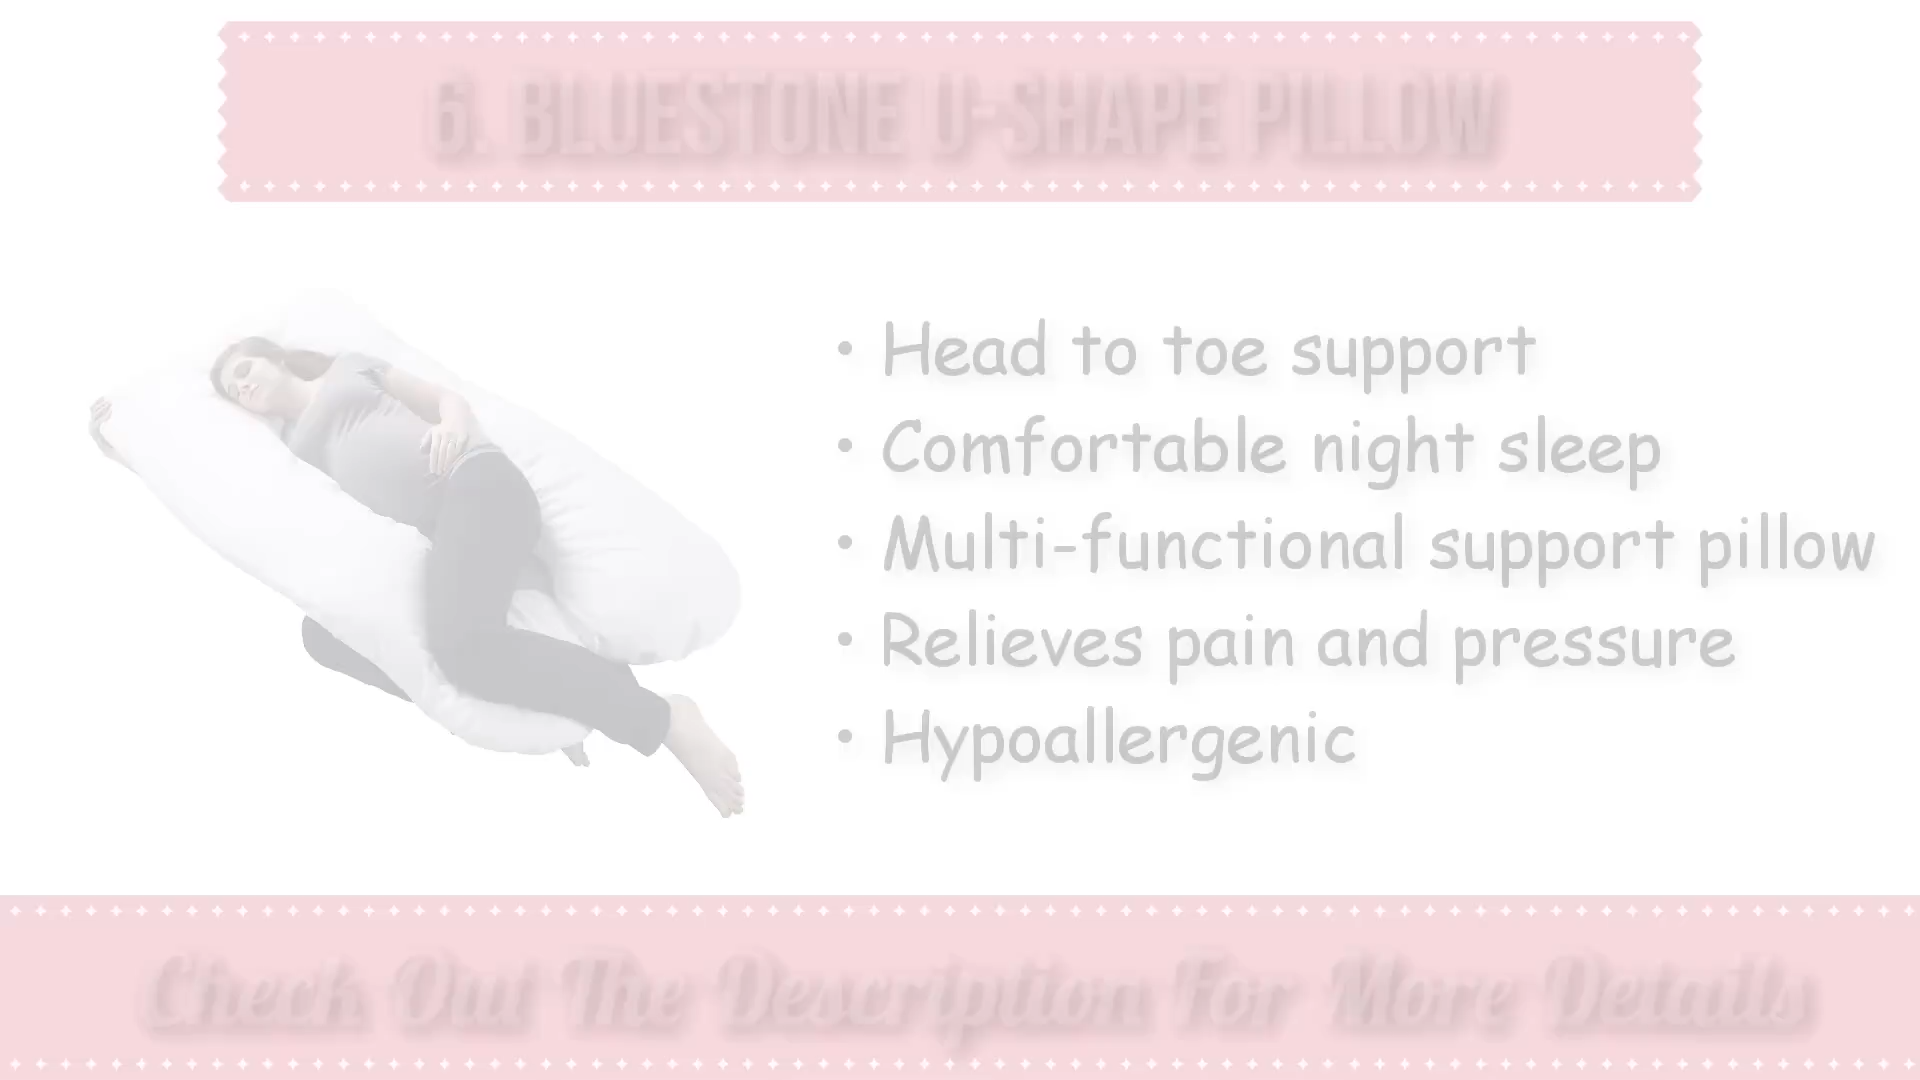 6. BLUESTONE U-SHAPE PILLOW
• Head to toe support
• Comfortable night sleep
• Multi-functional support pillow
• Relieves pain and pressure
• Hypoallergenic
Check Out The Description For More Details